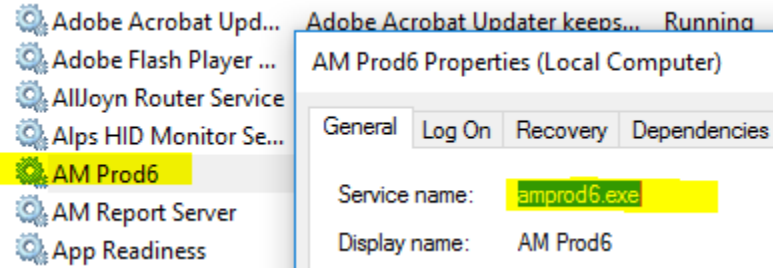 Adobe Acrobat Upd... Adobe Acrobat Updater keeps... Running
Adobe Flash Player ...
AllJoyn Router Service
Alps HID Monitor Se...
AM Prod6
AM Report Server
App Readiness
AM Prod6 Properties (Local Computer)
General Log On Recovery Dependencies
Service name: amprod6.exe
Display name: AM Prod6